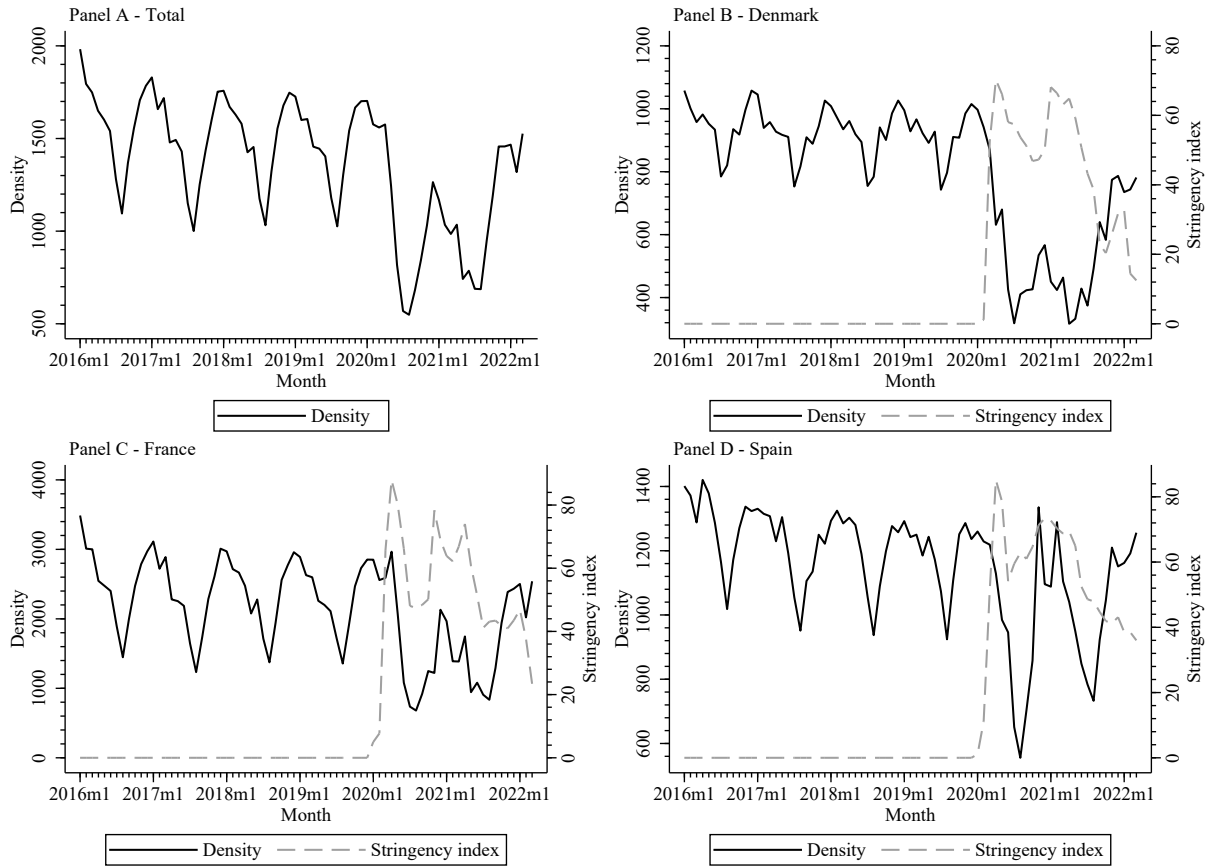 Panel A - Total
Density
2000
1500
1000
500
2016m1 2017m1 2018m1 2019m1 2020m1 2021m1 2022m1
Month
Density
Panel B - Denmark
Density
1200
1000
800
600
400
Stringency index
80
60
40
20
0
2016m1 2017m1 2018m1 2019m1 2020m1 2021m1 2022m1
Month
Density Stringency index
Panel C - France
Density
4000
3000
2000
1000
0
Stringency index
80
60
40
20
0
2016m1 2017m1 2018m1 2019m1 2020m1 2021m1 2022m1
Month
Density Stringency index
Panel D - Spain
Density
1400
1200
1000
800
600
Stringency index
80
60
40
20
0
2016m1 2017m1 2018m1 2019m1 2020m1 2021m1 2022m1
Month
Density Stringency index